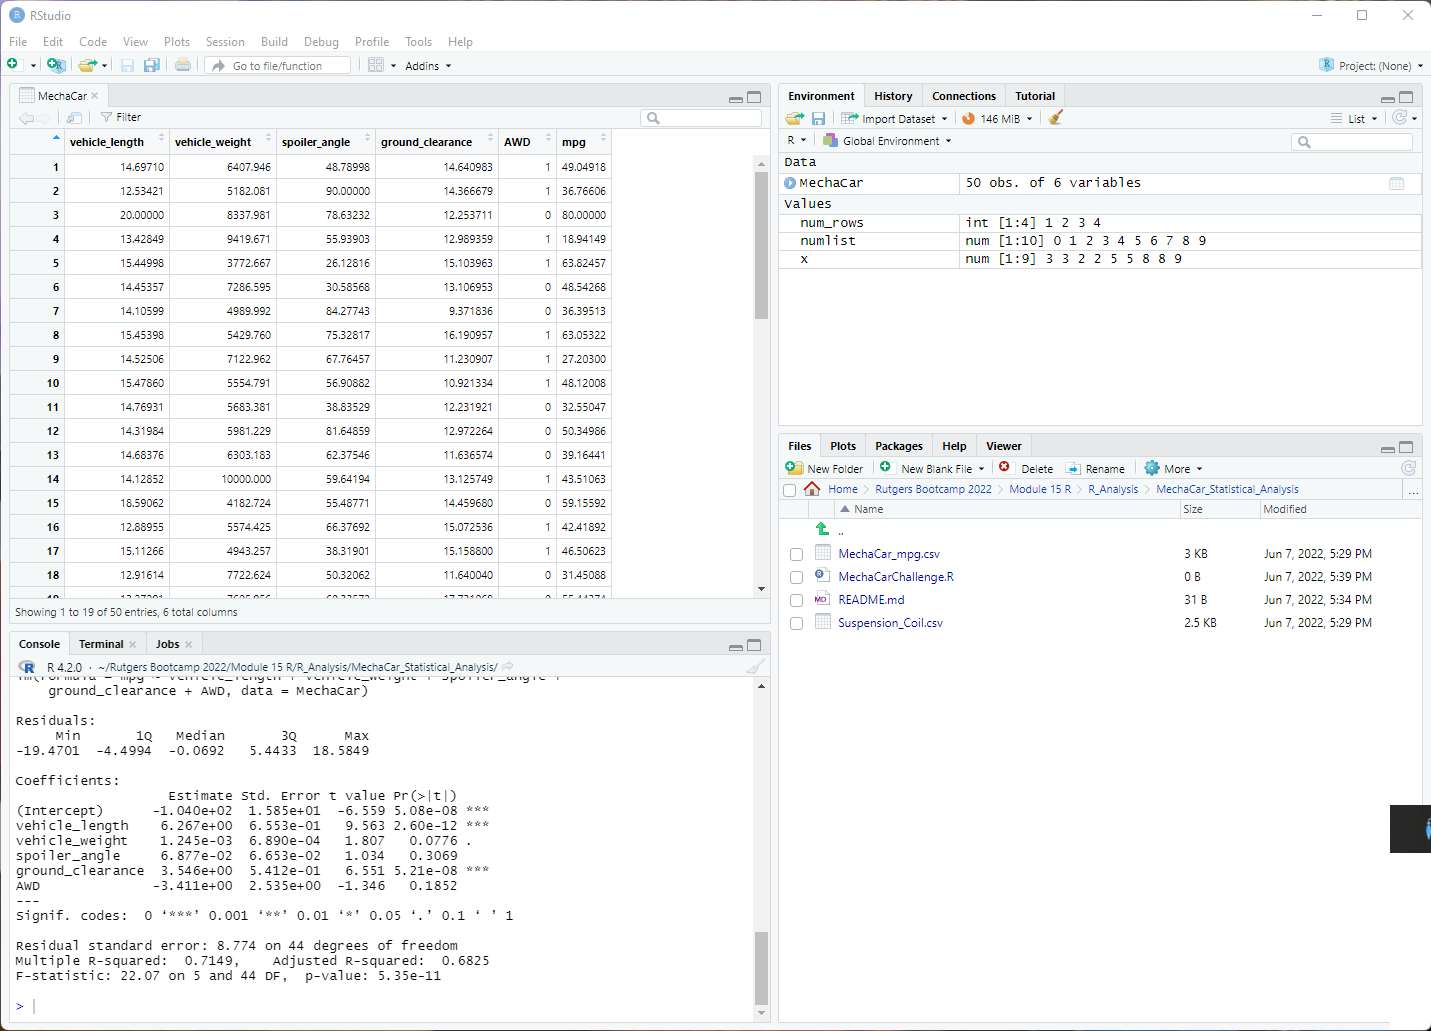 RStudio
File Edit Code View Plots Session Build Debug Profile Tools Help
Go to file/function Addins Project: (None)
MechaCar
Filter
vehicle_length vehicle_weight spoiler_angle ground_clearance AWD mpg
1 14.69710 6407.946 48.78998 14.640983 1 49.04918
2 12.53421 5182.081 90.00000 14.366679 1 36.76606
3 20.00000 8337.981 78.63232 12.253711 0 80.00000
4 13.42849 9419.671 55.93903 12.989359 1 18.94149
5 15.44998 3772.667 26.12816 15.103963 1 63.82457
6 14.45357 7286.595 30.58568 13.106953 0 48.54268
7 14.10599 4989.992 84.27743 9.371836 0 36.39513
8 15.45398 5429.760 75.32817 16.190957 1 63.05322
9 14.52506 7122.962 67.76457 11.230907 1 27.20300
10 15.47860 5554.791 56.90882 10.921334 1 48.12008
11 14.76931 5683.381 38.83529 12.231921 0 32.55047
12 14.31984 5981.229 81.64859 12.972264 0 50.34986
13 14.68376 6303.183 62.37546 11.636574 0 39.16441
14 14.12852 10000.000 59.64194 13.125749 1 43.51063
15 18.59062 4182.724 55.48771 14.459680 0 59.15592
16 12.88955 5574.425 66.37692 15.072536 1 42.41892
17 15.11266 4943.257 38.31901 15.158800 1 46.50623
18 12.91614 7722.624 50.32062 11.640040 0 31.45088
Showing 1 to 19 of 50 entries, 6 total columns
Console Terminal Jobs
R 4.2.0 · ~/Rutgers Bootcamp 2022/Module 15 R/R_Analysis/MechaCar_Statistical_Analysis/
lm(formula = mpg ~ vehicle_length + vehicle_weight + spoiler_angle +
ground_clearance + AWD, data = MechaCar)
Residuals:
Min 1Q Median 3Q Max
-19.4701 -4.4994 -0.0692 5.4433 18.5849
Coefficients:
Estimate Std. Error t value Pr(>|t|)
(Intercept) -1.040e+02 1.585e+01 -6.559 5.08e-08 ***
vehicle_length 6.267e+00 6.553e-01 9.563 2.60e-12 ***
vehicle_weight 1.245e-03 6.890e-04 1.807 0.0776 .
spoiler_angle 6.877e-02 6.653e-02 1.034 0.3069
ground_clearance 3.546e+00 5.412e-01 6.551 5.21e-08 ***
AWD -3.411e+00 2.535e+00 -1.346 0.1852
---
Signif. codes: 0 ‘***’ 0.001 ‘**’ 0.01 ‘*’ 0.05 ‘.’ 0.1 ‘ ’ 1
Residual standard error: 8.774 on 44 degrees of freedom
Multiple R-squared: 0.7149, Adjusted R-squared: 0.6825
F-statistic: 22.07 on 5 and 44 DF, p-value: 5.35e-11
>
Environment History Connections Tutorial
Import Dataset 146 MiB List
R Global Environment
Data
MechaCar 50 obs. of 6 variables
Values
num_rows int [1:4] 1 2 3 4
numlist num [1:10] 0 1 2 3 4 5 6 7 8 9
x num [1:9] 3 3 2 2 5 5 8 8 9
Files Plots Packages Help Viewer
New Folder New Blank File Delete Rename More
Home Rutgers Bootcamp 2022 Module 15 R R_Analysis MechaCar_Statistical_Analysis ...
Name Size Modified
..
MechaCar_mpg.csv 3 KB Jun 7, 2022, 5:29 PM
MechaCarChallenge.R 0 B Jun 7, 2022, 5:39 PM
README.md 31 B Jun 7, 2022, 5:34 PM
Suspension_Coil.csv 2.5 KB Jun 7, 2022, 5:29 PM